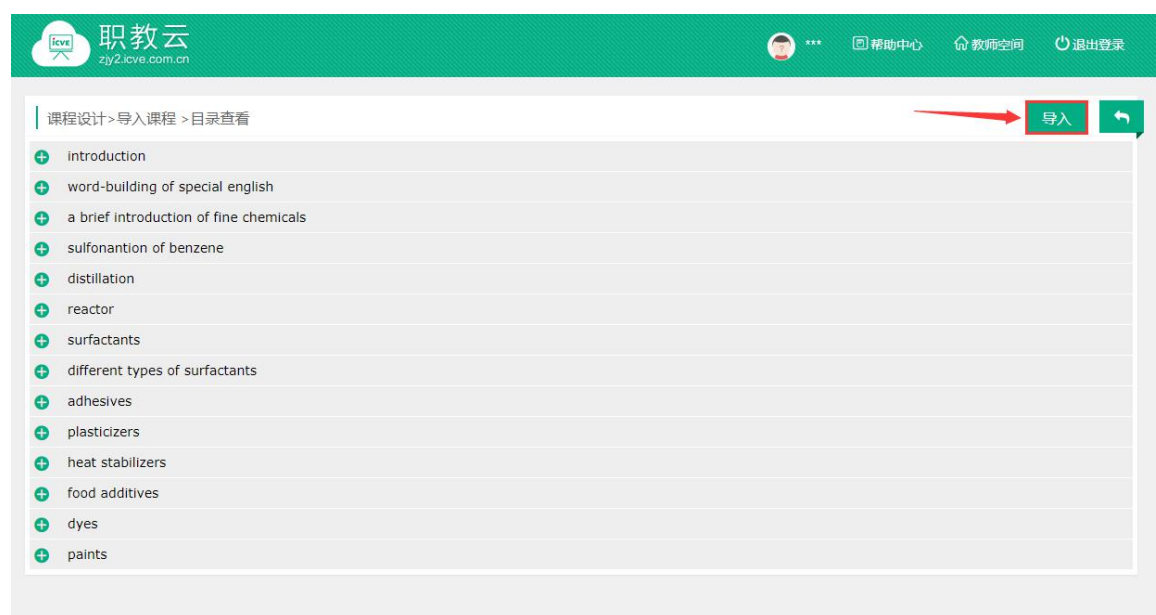 icve 职教云
zjy2.icve.com.cn
*** 帮助中心 教师空间 退出登录
课程设计>导入课程 >目录查看 导入
introduction
word-building of special english
a brief introduction of fine chemicals
sulfonantion of benzene
distillation
reactor
surfactants
different types of surfactants
adhesives
plasticizers
heat stabilizers
food additives
dyes
paints